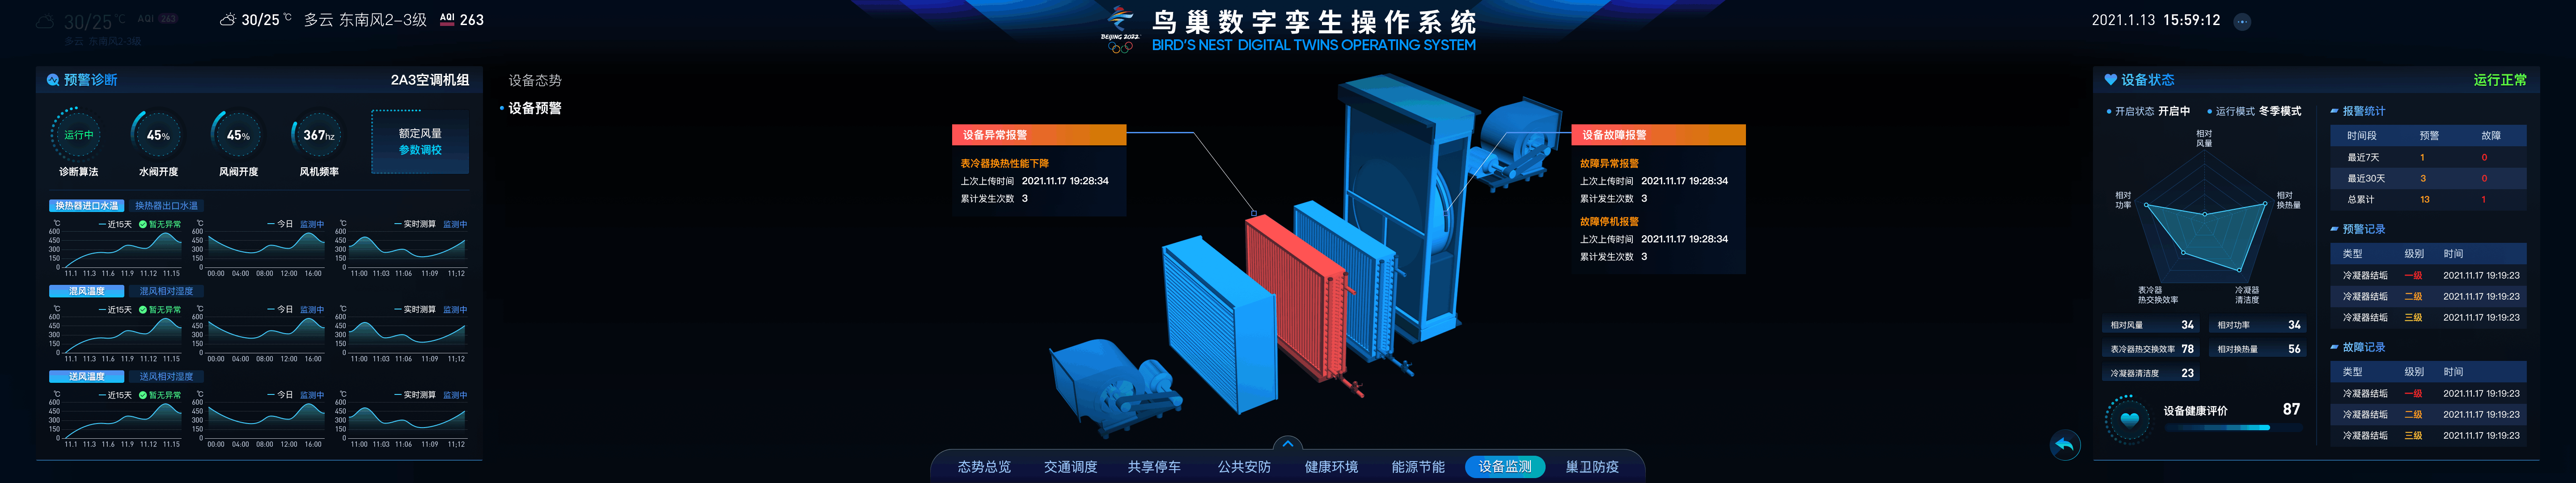 30/25℃ AQI 263
多云 东南风2-3级
30/25℃ 多云 东南风2-3级 AQI 263
BEIJING 2022
鸟巢数字孪生操作系统
BIRD'S NEST DIGITAL TWINS OPERATING SYSTEM
2021.1.13 15:59:12
预警诊断 2A3空调机组
运行中 45% 45% 367hz
诊断算法 水阀开度 风阀开度 风机频率
额定风量
参数调校
换热器进口水温 换热器出口水温
℃ 近15天 暂无异常 ℃ 今日 监测中 ℃ 实时测算 监测中
600 600 600
450 450 450
300 300 300
150 150 150
0 0 0
11.1 11.3 11.6 11.9 11.12 11.15 00:00 04:00 08:00 12:00 16:00 11:00 11:03 11:06 11:09 11;12
混风温度 混风相对湿度
℃ 近15天 暂无异常 ℃ 今日 监测中 ℃ 实时测算 监测中
600 600 600
450 450 450
300 300 300
150 150 150
0 0 0
11.1 11.3 11.6 11.9 11.12 11.15 00:00 04:00 08:00 12:00 16:00 11:00 11:03 11:06 11:09 11;12
送风温度 送风相对湿度
℃ 近15天 暂无异常 ℃ 今日 监测中 ℃ 实时测算 监测中
600 600 600
450 450 450
300 300 300
150 150 150
0 0 0
11.1 11.3 11.6 11.9 11.12 11.15 00:00 04:00 08:00 12:00 16:00 11:00 11:03 11:06 11:09 11;12
设备态势
设备预警
设备异常报警
表冷器换热性能下降
上次上传时间 2021.11.17 19:28:34
累计发生次数 3
设备故障报警
故障异常报警
上次上传时间 2021.11.17 19:28:34
累计发生次数 3
故障停机报警
上次上传时间 2021.11.17 19:28:34
累计发生次数 3
态势总览 交通调度 共享停车 公共安防 健康环境 能源节能 设备监测 巢卫防疫
设备状态 运行正常
开启状态 开启中 运行模式 冬季模式
相对
风量
相对
功率
相对
换热量
表冷器
热交换效率
冷凝器
清洁度
相对风量 34 相对功率 34
表冷器热交换效率 78 相对换热量 56
冷凝器清洁度 23
设备健康评价 87
报警统计
时间段 预警 故障
最近7天 1 0
最近30天 3 0
总累计 13 1
预警记录
类型 级别 时间
冷凝器结垢 一级 2021.11.17 19:19:23
冷凝器结垢 二级 2021.11.17 19:19:23
冷凝器结垢 三级 2021.11.17 19:19:23
故障记录
类型 级别 时间
冷凝器结垢 一级 2021.11.17 19:19:23
冷凝器结垢 二级 2021.11.17 19:19:23
冷凝器结垢 三级 2021.11.17 19:19:23